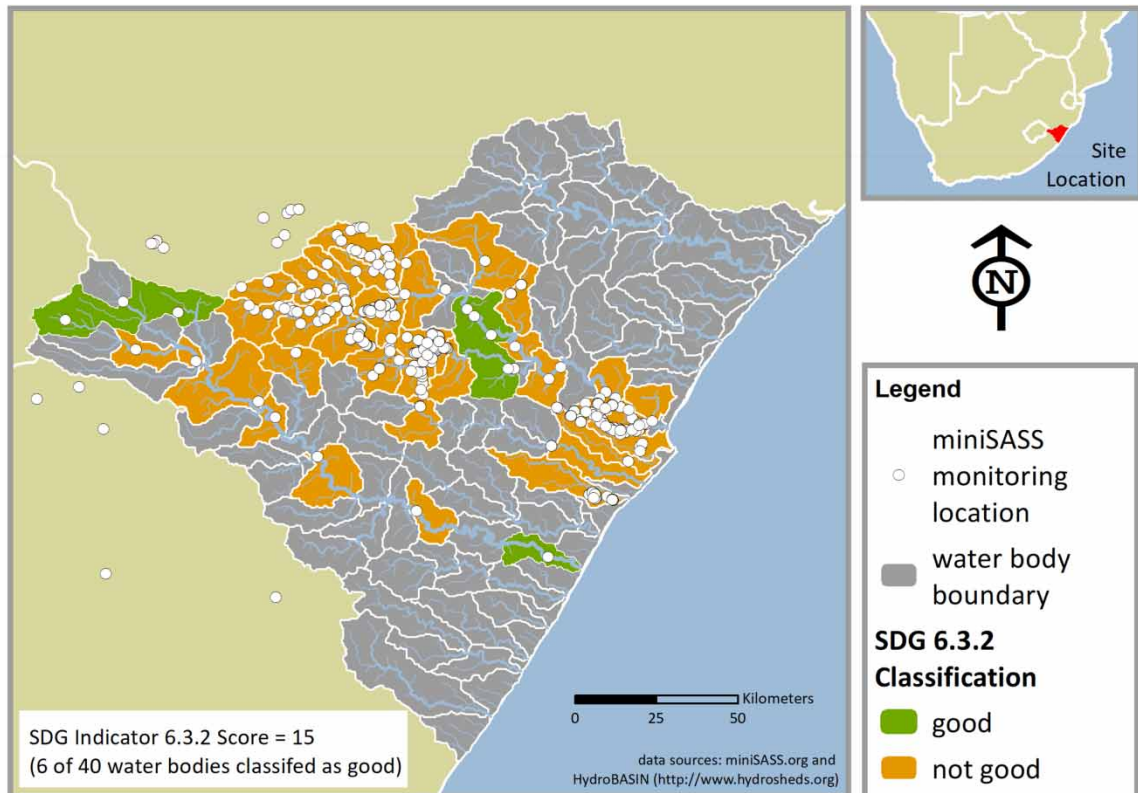 Site
Location
N
Legend
miniSASS
monitoring
location
water body
boundary
SDG 6.3.2
Classification
good
not good
Kilometers
0 25 50
SDG Indicator 6.3.2 Score = 15
(6 of 40 water bodies classifed as good)
data sources: miniSASS.org and
HydroBASIN (http://www.hydrosheds.org)